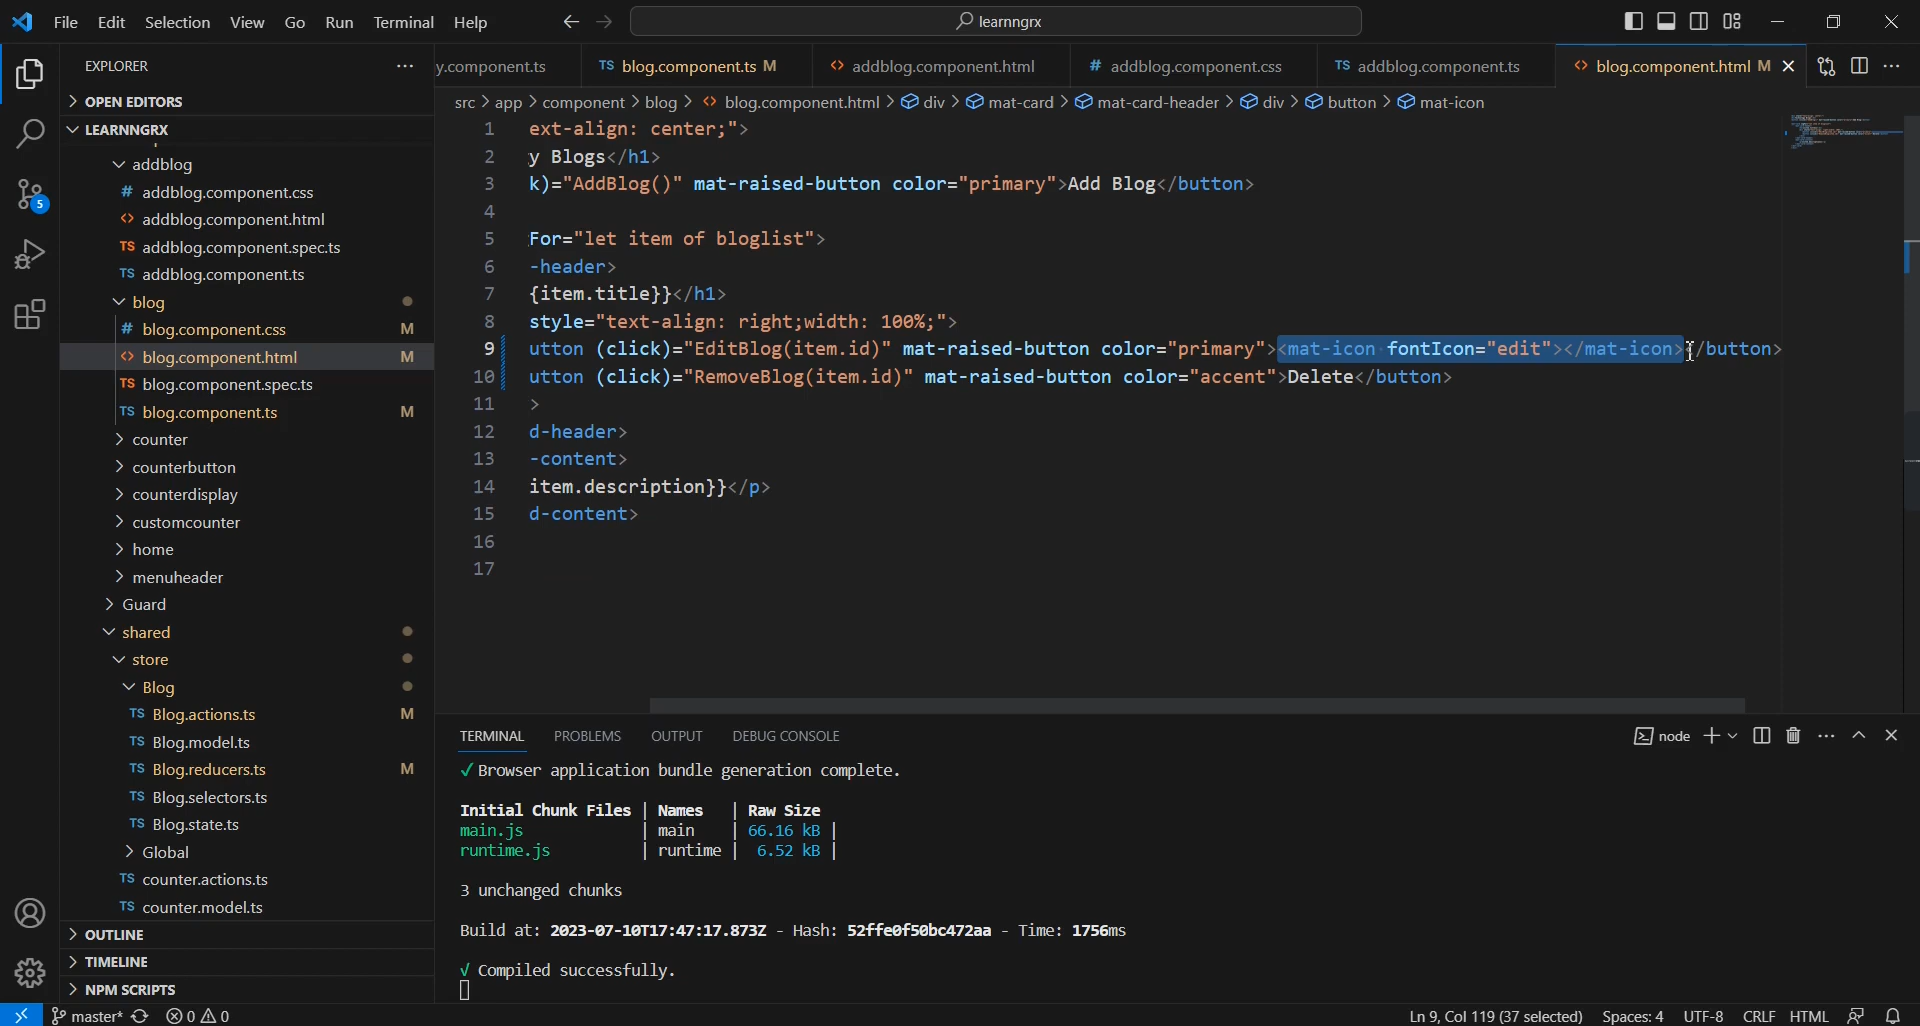 File Edit Selection View Go Run Terminal Help
learnngrx
EXPLORER
OPEN EDITORS
LEARNNGRX
addblog
addblog.component.css
addblog.component.html
addblog.component.spec.ts
addblog.component.ts
blog
blog.component.css M
blog.component.html M
blog.component.spec.ts
blog.component.ts M
counter
counterbutton
counterdisplay
customcounter
home
menuheader
Guard
shared
store
Blog
Blog.actions.ts M
Blog.model.ts
Blog.reducers.ts M
Blog.selectors.ts
Blog.state.ts
Global
counter.actions.ts
counter.model.ts
OUTLINE
TIMELINE
NPM SCRIPTS
5
y.component.ts TS blog.component.ts M <> addblog.component.html # addblog.component.css TS addblog.component.ts <> blog.component.html M
src > app > component > blog > <> blog.component.html > div > mat-card > mat-card-header > div > button > mat-icon
1 ext-align: center;">
2 y Blogs</h1>
3 k)="AddBlog()" mat-raised-button color="primary">Add Blog</button>
4
5 For="let item of bloglist">
6 -header>
7 {item.title}}</h1>
8 style="text-align: right;width: 100%;">
9 utton (click)="EditBlog(item.id)" mat-raised-button color="primary"><mat-icon fontIcon="edit"></mat-icon></button>
10 utton (click)="RemoveBlog(item.id)" mat-raised-button color="accent">Delete</button>
11 >
12 d-header>
13 -content>
14 item.description}}</p>
15 d-content>
16
17
TERMINAL PROBLEMS OUTPUT DEBUG CONSOLE node
√ Browser application bundle generation complete.
Initial Chunk Files | Names | Raw Size
main.js | main | 66.16 kB |
runtime.js | runtime | 6.52 kB |
3 unchanged chunks
Build at: 2023-07-10T17:47:17.873Z - Hash: 52ffe0f50bc472aa - Time: 1756ms
√ Compiled successfully.
master* 0 0 Ln 9, Col 119 (37 selected) Spaces: 4 UTF-8 CRLF HTML